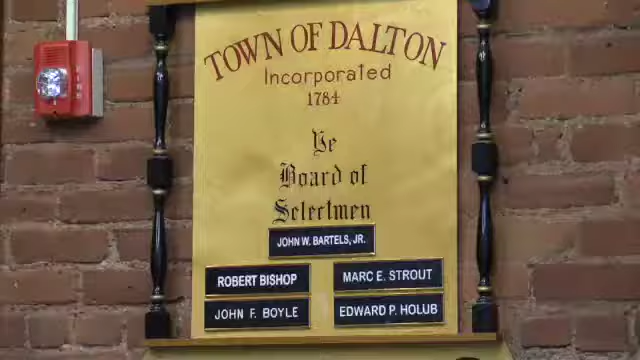 TOWN OF DALTON
Incorporated
1784
Ye
Board of
Selectmen
JOHN W. BARTELS, JR.
ROBERT BISHOP
MARC E. STROUT
JOHN F. BOYLE
EDWARD P. HOLUB